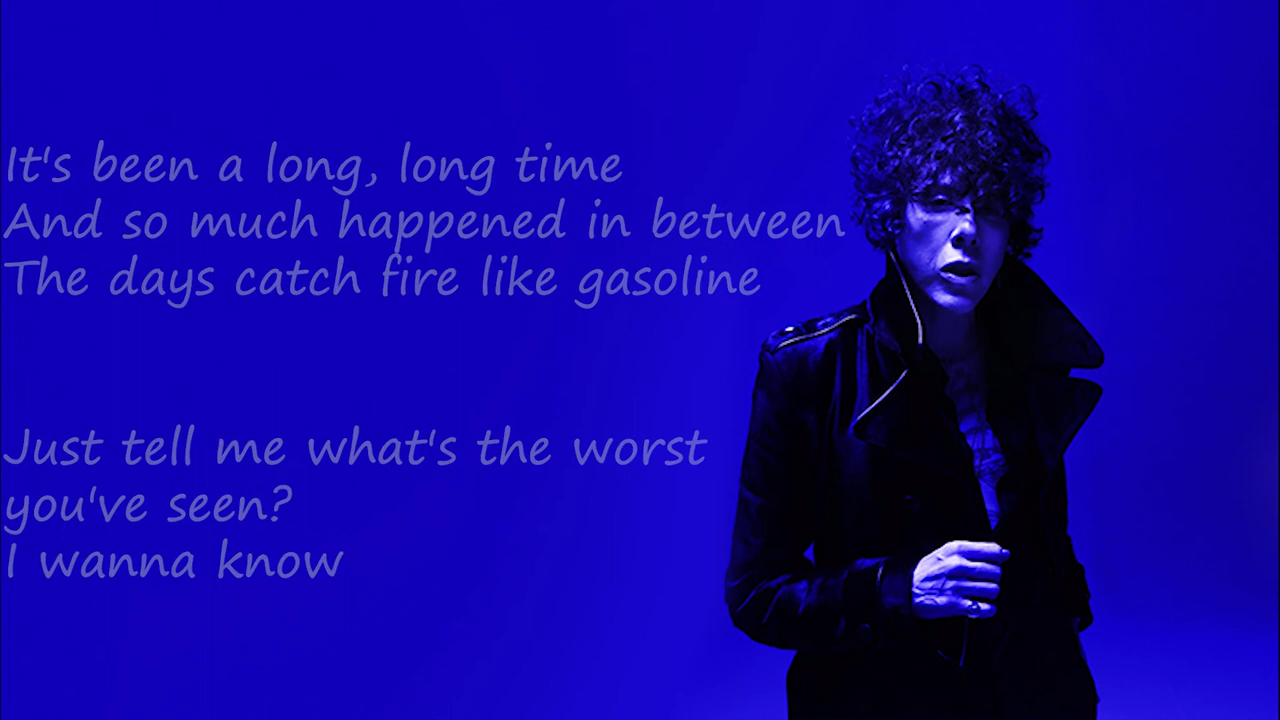 It's been a long, long time
And so much happened in between
The days catch fire like gasoline
Just tell me what's the worst
you've seen?
I wanna know